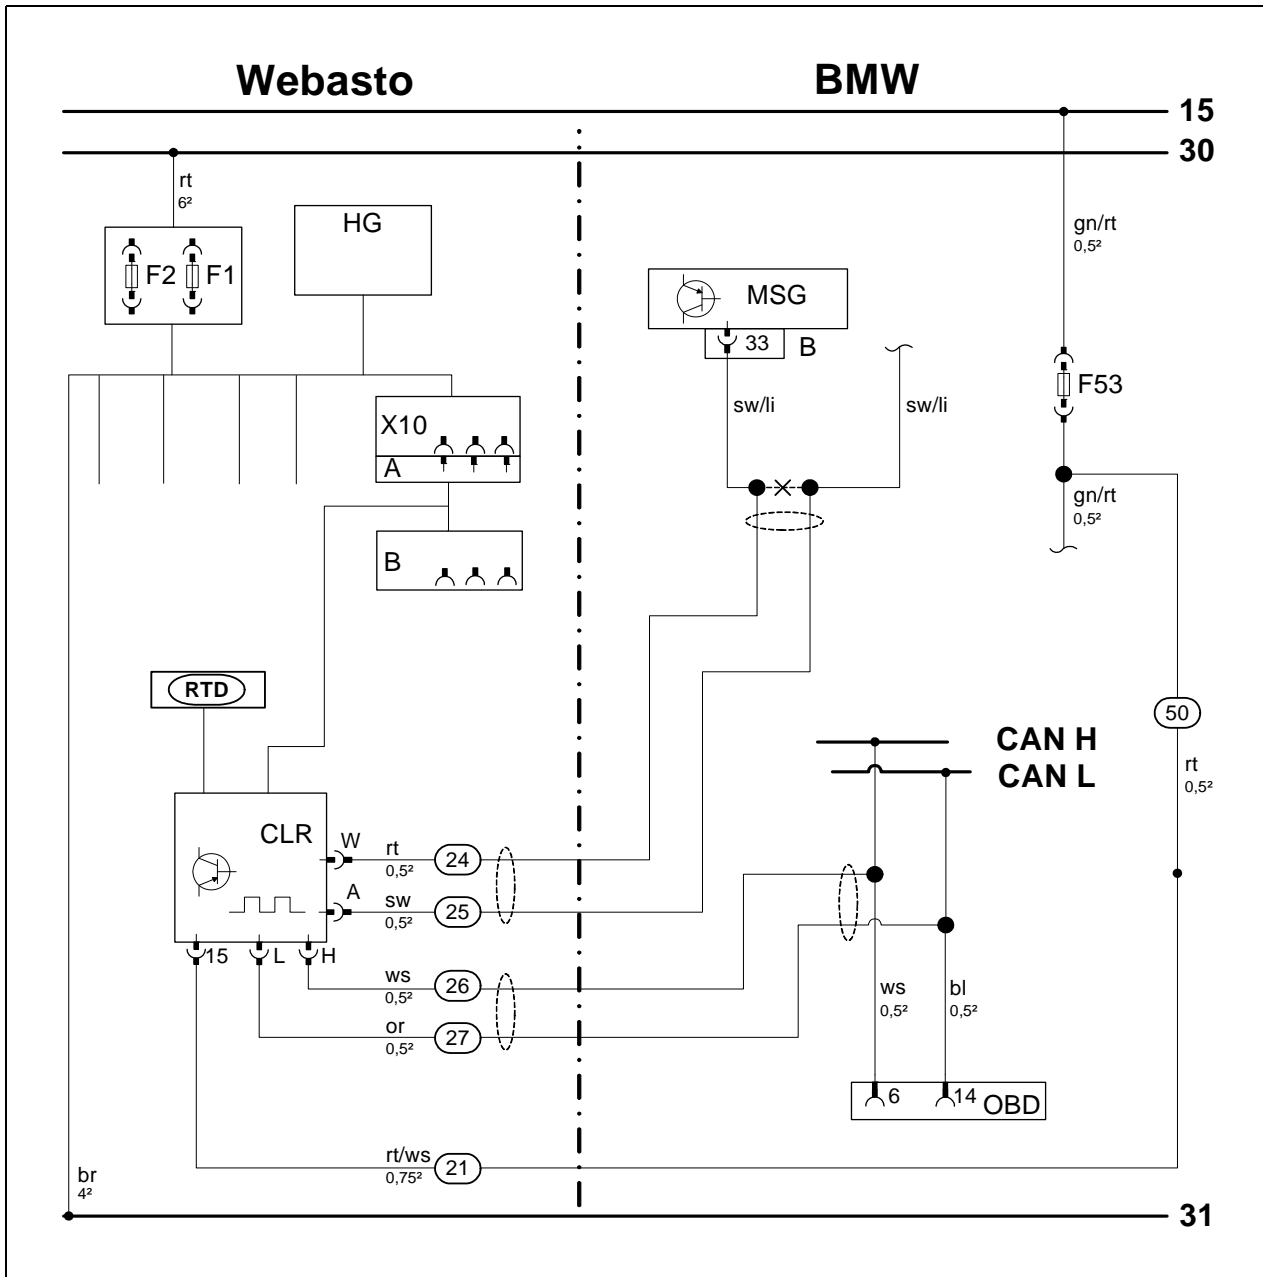 Webasto
BMW
15
30
rt
6²
HG
gn/rt
0,5²
F2
F1
MSG
33
B
F53
sw/li
sw/li
X10
A
gn/rt
0,5²
B
RTD
50
CAN H
CAN L
rt
0,5²
CLR
W
rt
0,5²
24
A
sw
0,5²
25
15
L
H
ws
0,5²
26
ws
0,5²
bl
0,5²
or
0,5²
27
6
14
OBD
rt/ws
0,75²
21
br
4²
31